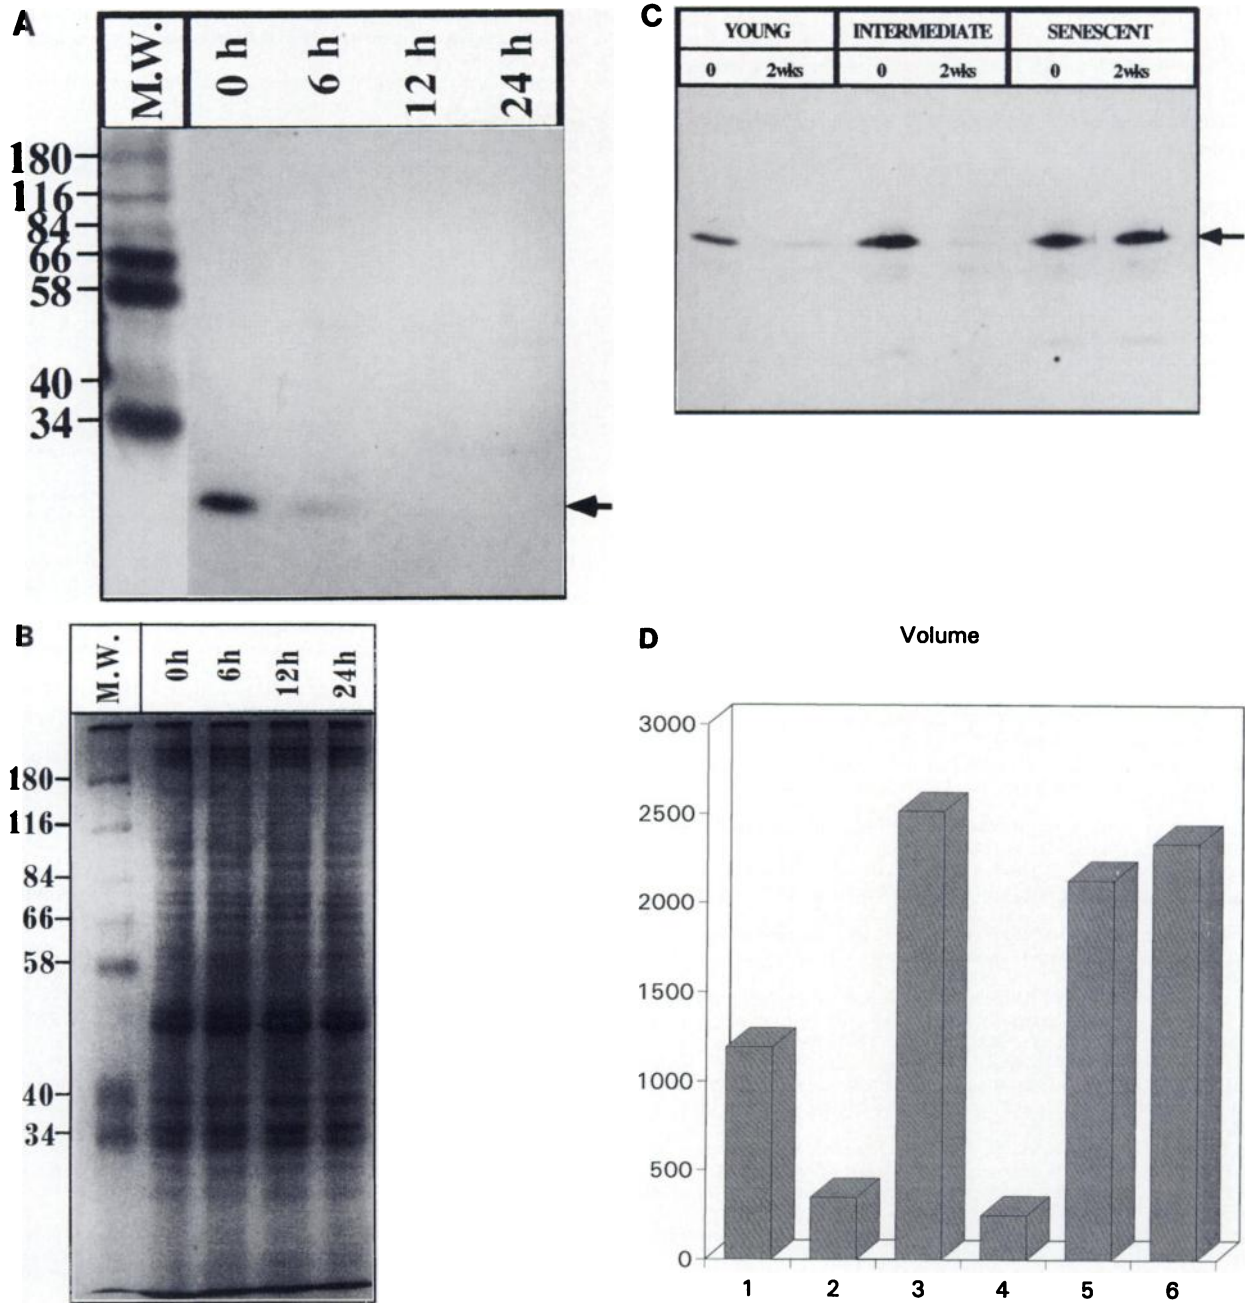 A
M.W.
0 h
6 h
12 h
24 h
180
116
84
66
58
40
34
C
YOUNG INTERMEDIATE SENESCENT
0 2wks 0 2wks 0 2wks
B
M.W.
0h
6h
12h
24h
180
116
84
66
58
40
34
D
Volume
3000
2500
2000
1500
1000
500
0
1 2 3 4 5 6